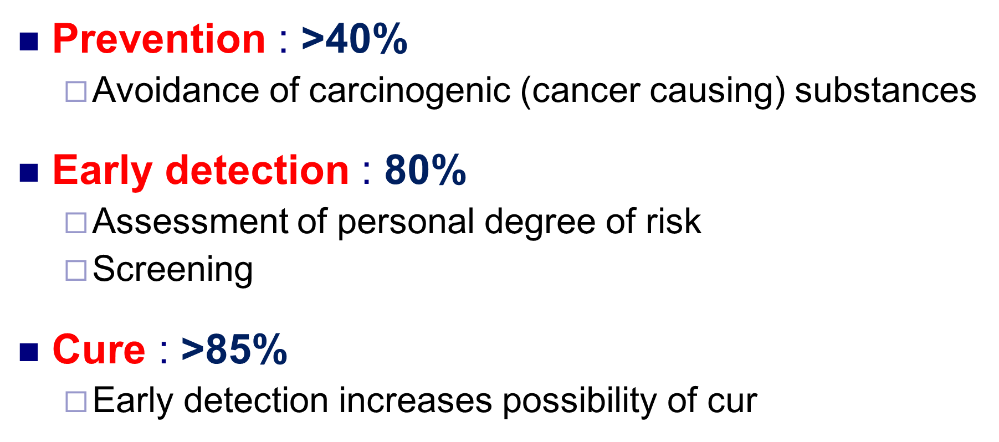 Prevention : >40%
Avoidance of carcinogenic (cancer causing) substances
Early detection : 80%
Assessment of personal degree of risk
Screening
Cure : >85%
Early detection increases possibility of cur